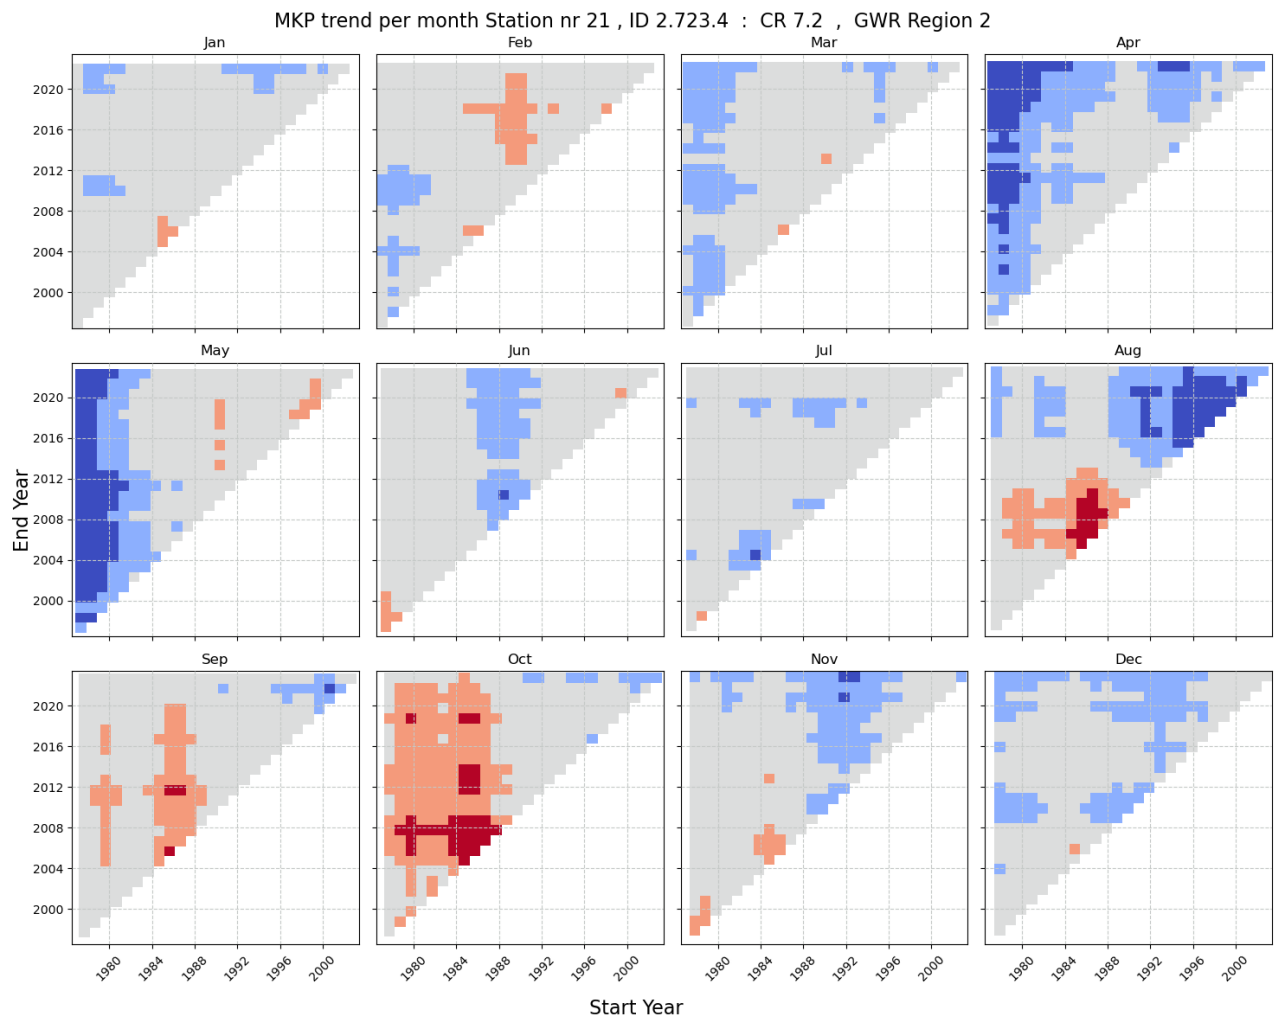 MKP trend per month Station nr 21 , ID 2.723.4  :  CR 7.2  ,  GWR Region 2
Jan Feb Mar Apr
2020
2016
2012
2008
2004
2000
May Jun Jul Aug
2020
2016
2012
2008
2004
2000
End Year
Sep Oct Nov Dec
2020
2016
2012
2008
2004
2000
1980 1984 1988 1992 1996 2000 1980 1984 1988 1992 1996 2000 1980 1984 1988 1992 1996 2000 1980 1984 1988 1992 1996 2000
Start Year